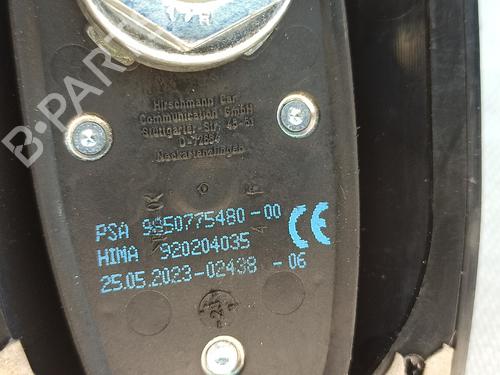 Hirschmann Car
Communication GmbH
Stuttgarter Str. 45-51
D-72654
Neckartenzlingen
PSA 9850775480-00
HIMA 920204035
25.05.2023-02438 -06
CE
B-PARTS